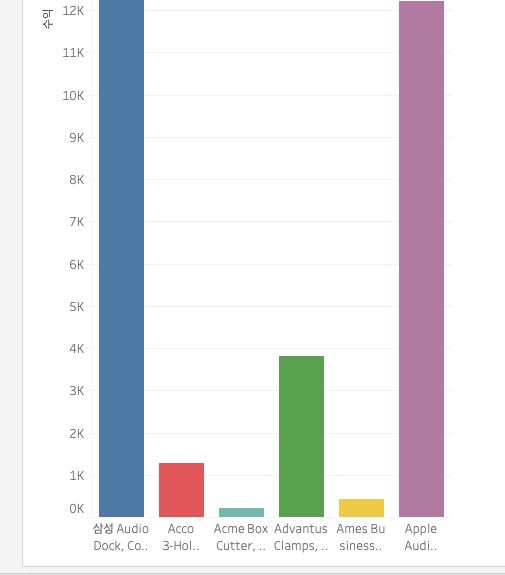 수익
12K
11K
10K
9K
8K
7K
6K
5K
4K
3K
2K
1K
0K
삼성 Audio
Dock, Co..
Acco
3-Hol..
Acme Box
Cutter, ..
Advantus
Clamps, ..
Ames Bu
siness..
Apple
Audi..